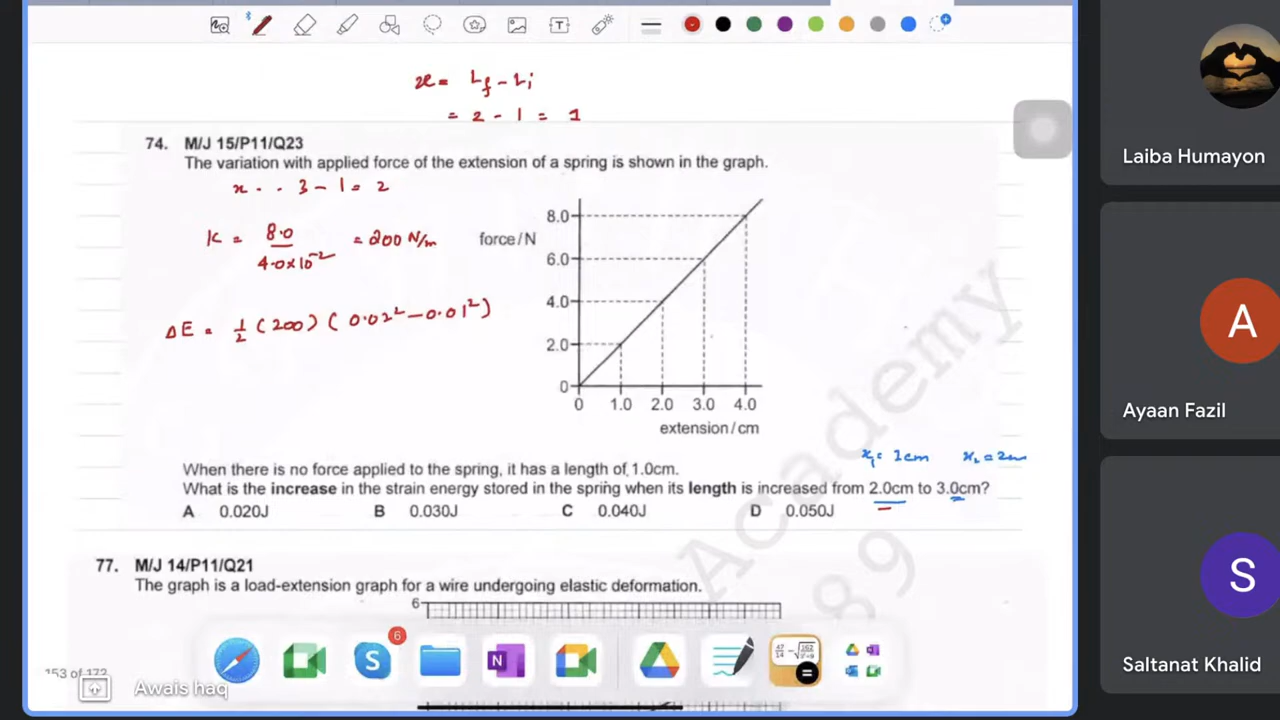 x = Lf - Li
= 2 - 1 = 1
74. M/J 15/P11/Q23
The variation with applied force of the extension of a spring is shown in the graph.
x - - 3 - 1 = 2
K = 8.0 / 4.0×10⁻² = 200 N/m
ΔE = 1/2 (200) (0.02² - 0.01²)
force/N
8.0
6.0
4.0
2.0
0
0 1.0 2.0 3.0 4.0
extension/cm
x₁= 1cm x₂ = 2cm
When there is no force applied to the spring, it has a length of 1.0cm.
What is the increase in the strain energy stored in the spring when its length is increased from 2.0cm to 3.0cm?
A 0.020J B 0.030J C 0.040J D 0.050J
77. M/J 14/P11/Q21
The graph is a load-extension graph for a wire undergoing elastic deformation.
6
Academy
89
6
153 of 172
Awais haq
Laiba Humayon
A
Ayaan Fazil
S
Saltanat Khalid